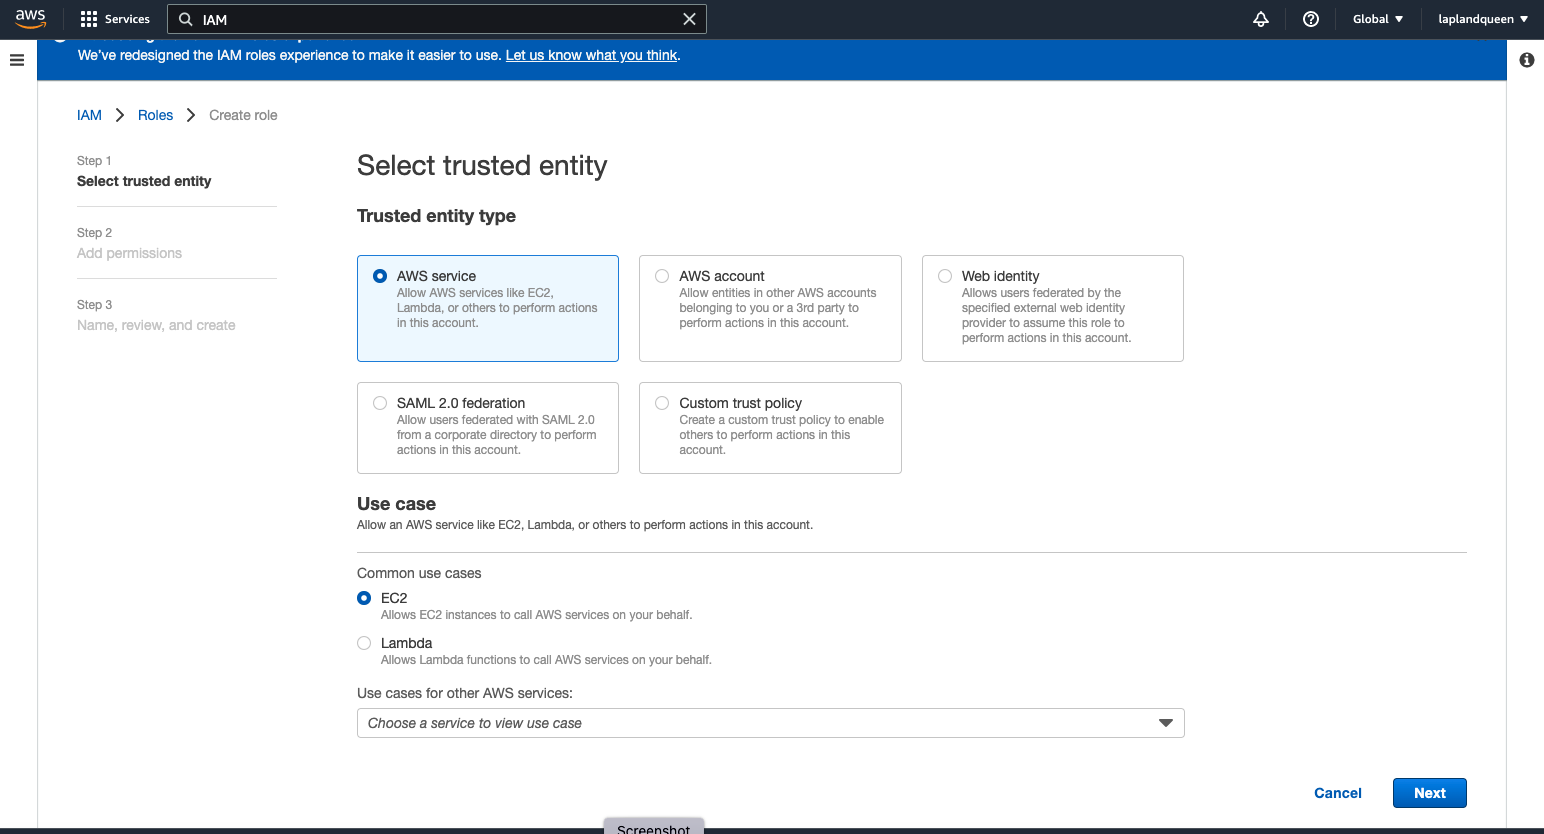 aws
Services
IAM
Global
laplandqueen
We've redesigned the IAM roles experience to make it easier to use. Let us know what you think.
IAM > Roles > Create role
Step 1
Select trusted entity
Step 2
Add permissions
Step 3
Name, review, and create
Select trusted entity
Trusted entity type
AWS service
Allow AWS services like EC2,
Lambda, or others to perform actions
in this account.
AWS account
Allow entities in other AWS accounts
belonging to you or a 3rd party to
perform actions in this account.
Web identity
Allows users federated by the
specified external web identity
provider to assume this role to
perform actions in this account.
SAML 2.0 federation
Allow users federated with SAML 2.0
from a corporate directory to perform
actions in this account.
Custom trust policy
Create a custom trust policy to enable
others to perform actions in this
account.
Use case
Allow an AWS service like EC2, Lambda, or others to perform actions in this account.
Common use cases
EC2
Allows EC2 instances to call AWS services on your behalf.
Lambda
Allows Lambda functions to call AWS services on your behalf.
Use cases for other AWS services:
Choose a service to view use case
Cancel
Next
Screenshot